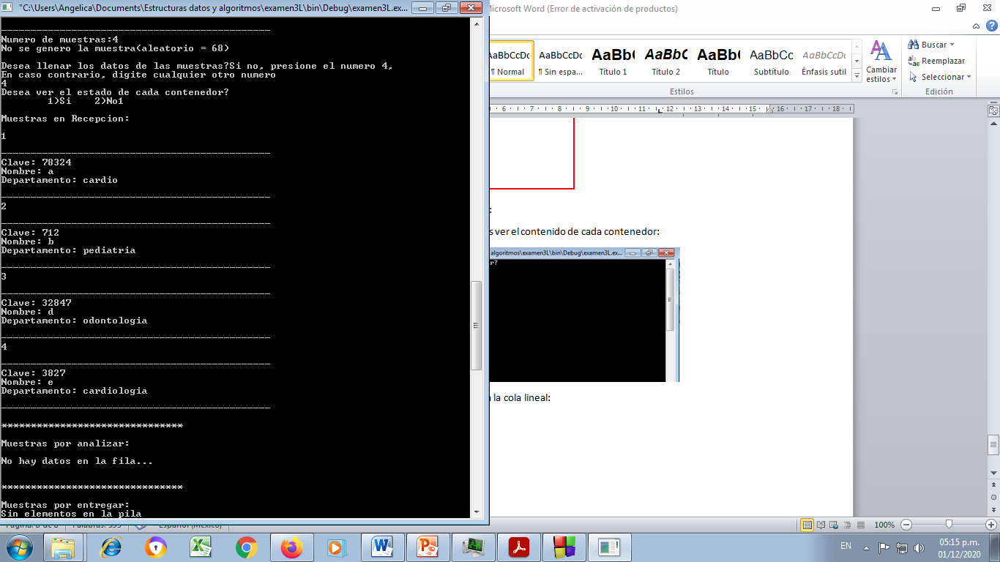 "C:\Users\Angelica\Documents\Estructuras datos y algoritmos\examen3L\bin\Debug\examen3L.ex...
Microsoft Word (Error de activación de productos)
Numero de muestras:4
No se genero la muestra(aleatorio = 68)
Desea llenar los datos de las muestras?Si no, presione el numero 4,
En caso contrario, digite cualquier otro numero
4
Desea ver el estado de cada contenedor?
1)Si 2)No1
Muestras en Recepcion:
1
Clave: 78324
Nombre: a
Departamento: cardio
2
Clave: 712
Nombre: b
Departamento: pediatria
3
Clave: 32847
Nombre: d
Departamento: odontologia
4
Clave: 3827
Nombre: e
Departamento: cardiologia
*******************************
Muestras por analizar:
No hay datos en la fila...
*******************************
Muestras por entregar:
Sin elementos en la pila
AaBbCcDc AaBbCcDc AaBbC AaBbC AaBbC AaBbCc AaBbCcDc
¶ Normal ¶ Sin espa... Título 1 Título 2 Título Subtítulo Énfasis sutil
Cambiar
estilos
Buscar
Reemplazar
Seleccionar
Estilos
Edición
6 7 8 9 10 11 12 13 14 15 16 17 18
:
s ver el contenido de cada contenedor:
algoritmos\examen3L\bin\Debug\examen3L.ex...
r?
la cola lineal:
Español (México)
100%
EN
05:15 p.m.
01/12/2020